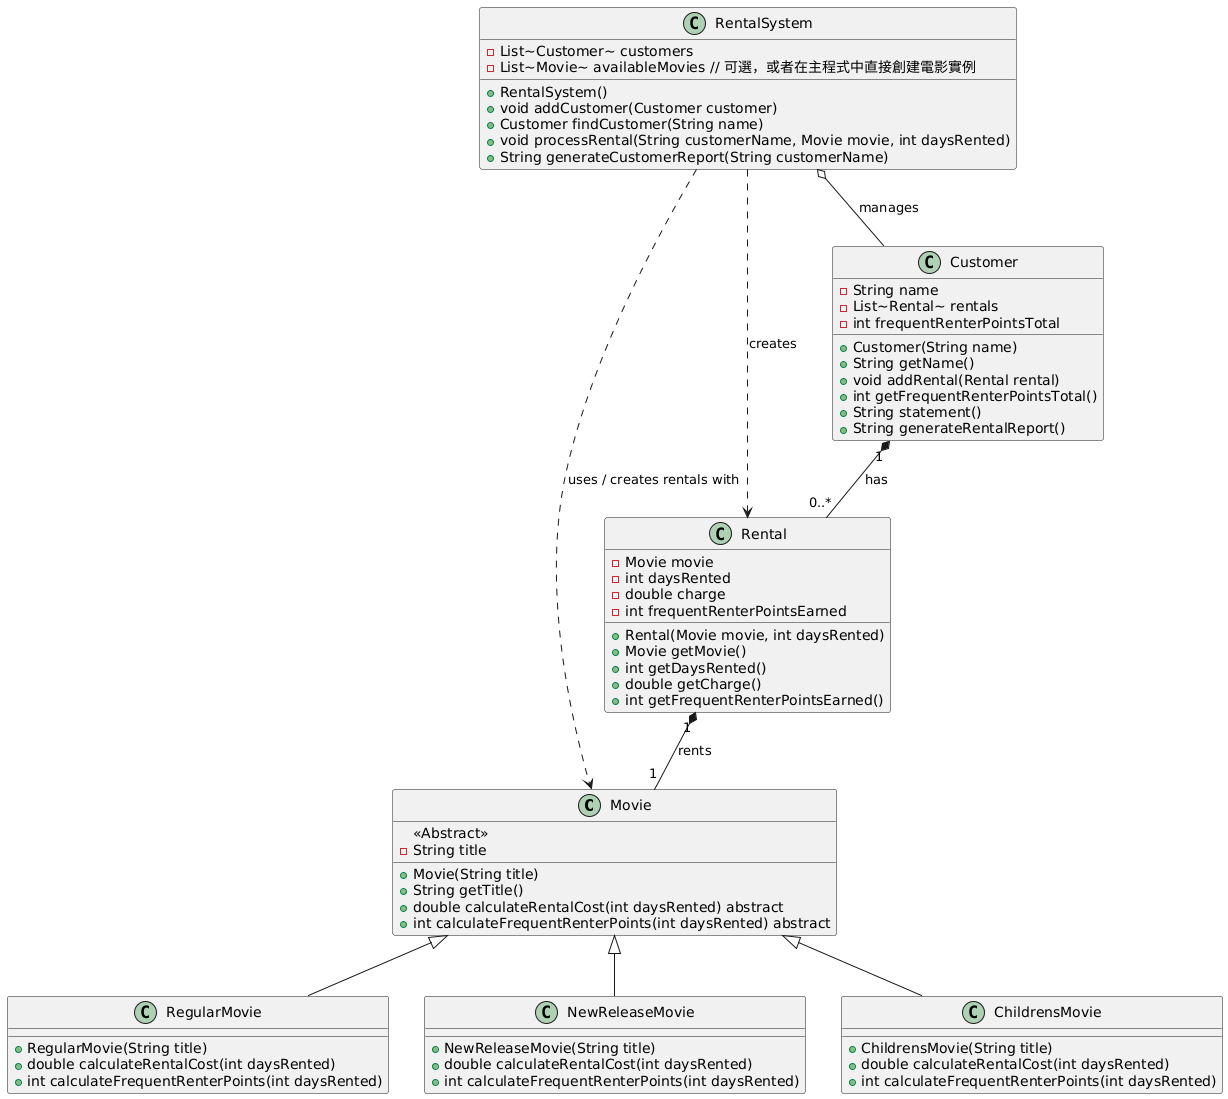 C RentalSystem
List~Customer~ customers
List~Movie~ availableMovies // 可選，或者在主程式中直接創建電影實例
RentalSystem()
void addCustomer(Customer customer)
Customer findCustomer(String name)
void processRental(String customerName, Movie movie, int daysRented)
String generateCustomerReport(String customerName)
manages
C Customer
String name
List~Rental~ rentals
int frequentRenterPointsTotal
Customer(String name)
String getName()
void addRental(Rental rental)
int getFrequentRenterPointsTotal()
String statement()
String generateRentalReport()
creates
1
has
0..*
uses / creates rentals with
C Rental
Movie movie
int daysRented
double charge
int frequentRenterPointsEarned
Rental(Movie movie, int daysRented)
Movie getMovie()
int getDaysRented()
double getCharge()
int getFrequentRenterPointsEarned()
1
rents
1
C Movie
«Abstract»
String title
Movie(String title)
String getTitle()
double calculateRentalCost(int daysRented) abstract
int calculateFrequentRenterPoints(int daysRented) abstract
C RegularMovie
RegularMovie(String title)
double calculateRentalCost(int daysRented)
int calculateFrequentRenterPoints(int daysRented)
C NewReleaseMovie
NewReleaseMovie(String title)
double calculateRentalCost(int daysRented)
int calculateFrequentRenterPoints(int daysRented)
C ChildrensMovie
ChildrensMovie(String title)
double calculateRentalCost(int daysRented)
int calculateFrequentRenterPoints(int daysRented)